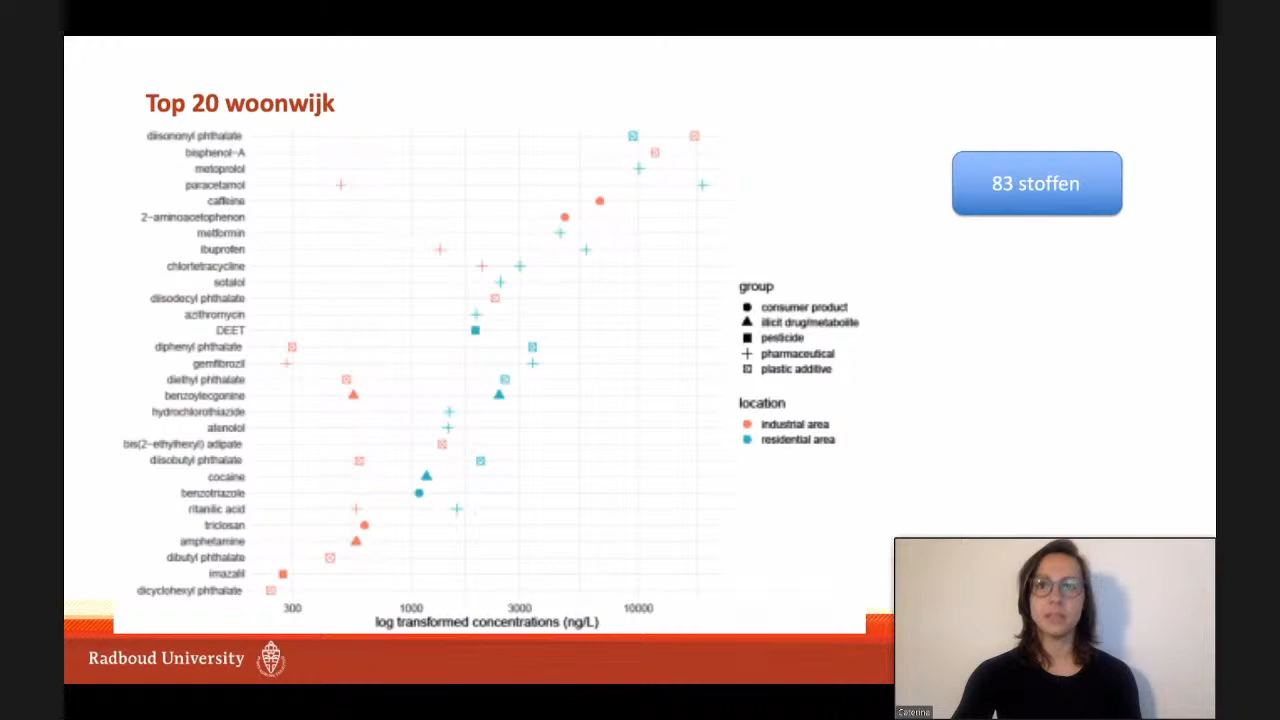 Top 20 woonwijk
83 stoffen
diisononyl phthalate
bisphenol-A
metoprolol
paracetamol
caffeine
2-aminoacetophenon
metformin
ibuprofen
chlortetracycline
sotalol
diisodecyl phthalate
azithromycin
DEET
diphenyl phthalate
gemfibrozil
diethyl phthalate
benzoylecgonine
hydrochlorothiazide
atenolol
bis(2-ethylhexyl) adipate
diisobutyl phthalate
cocaine
benzotriazole
ritanilic acid
triclosan
amphetamine
dibutyl phthalate
imazalil
dicyclohexyl phthalate
300 1000 3000 10000
log transformed concentrations (ng/L)
group
consumer product
illicit drug/metabolite
pesticide
pharmaceutical
plastic additive
location
industrial area
residential area
Radboud University
Caterina